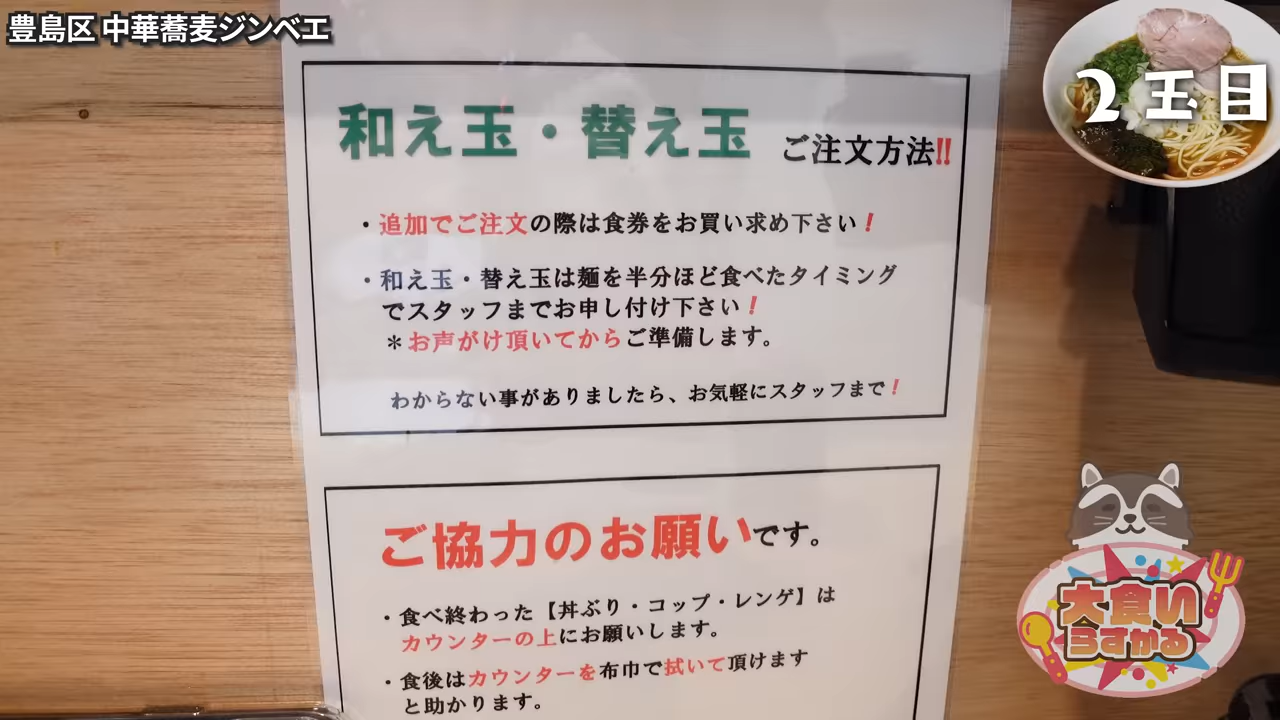 豊島区 中華蕎麦ジンベエ
2玉目
和え玉・替え玉 ご注文方法!!
・追加でご注文の際は食券をお買い求め下さい!
・和え玉・替え玉は麺を半分ほど食べたタイミング
でスタッフまでお申し付け下さい!
＊お声がけ頂いてからご準備します。
わからない事がありましたら、お気軽にスタッフまで!
ご協力のお願いです。
・食べ終わった【丼ぶり・コップ・レンゲ】は
カウンターの上にお願いします。
・食後はカウンターを布巾で拭いて頂けます
と助かります。
大食い
らすかる